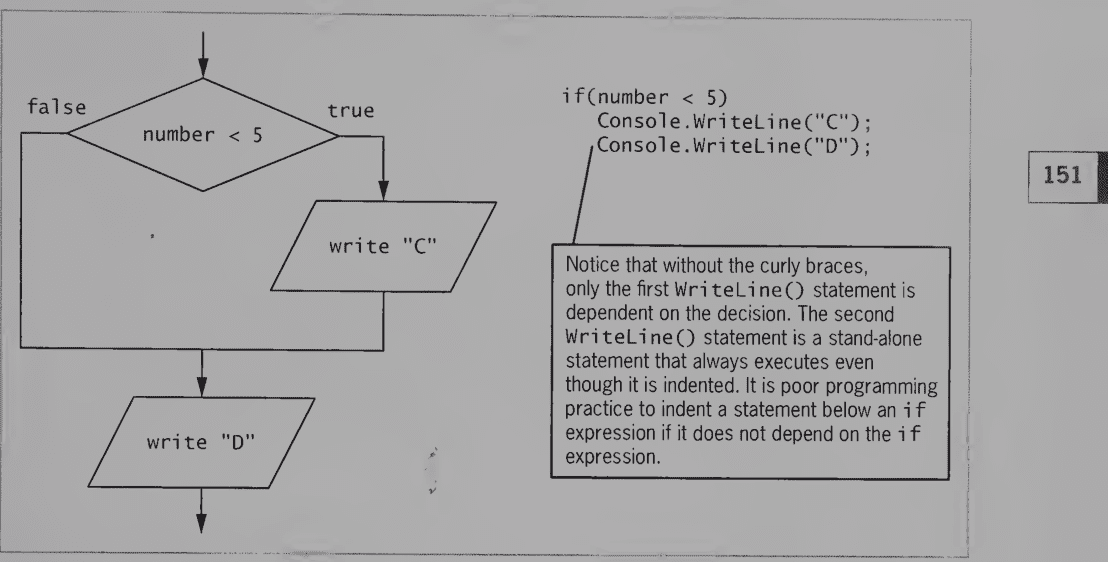 false
true
number < 5
write "C"
write "D"
if(number < 5)
Console.WriteLine("C");
Console.WriteLine("D");
Notice that without the curly braces,
only the first WriteLine() statement is
dependent on the decision. The second
WriteLine() statement is a stand-alone
statement that always executes even
though it is indented. It is poor programming
practice to indent a statement below an if
expression if it does not depend on the if
expression.
151